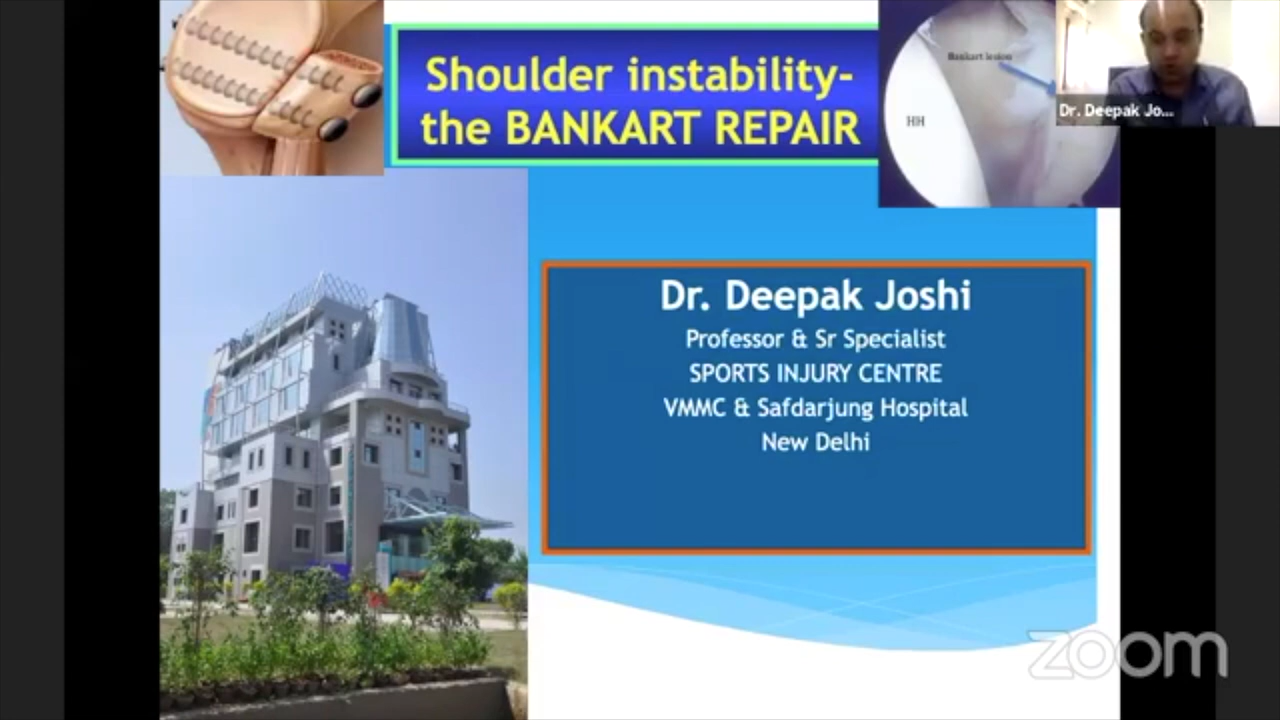 Shoulder instability-
the BANKART REPAIR
Bankart lesion
HH
Dr. Deepak Jo...
Dr. Deepak Joshi
Professor & Sr Specialist
SPORTS INJURY CENTRE
VMMC & Safdarjung Hospital
New Delhi
zoom